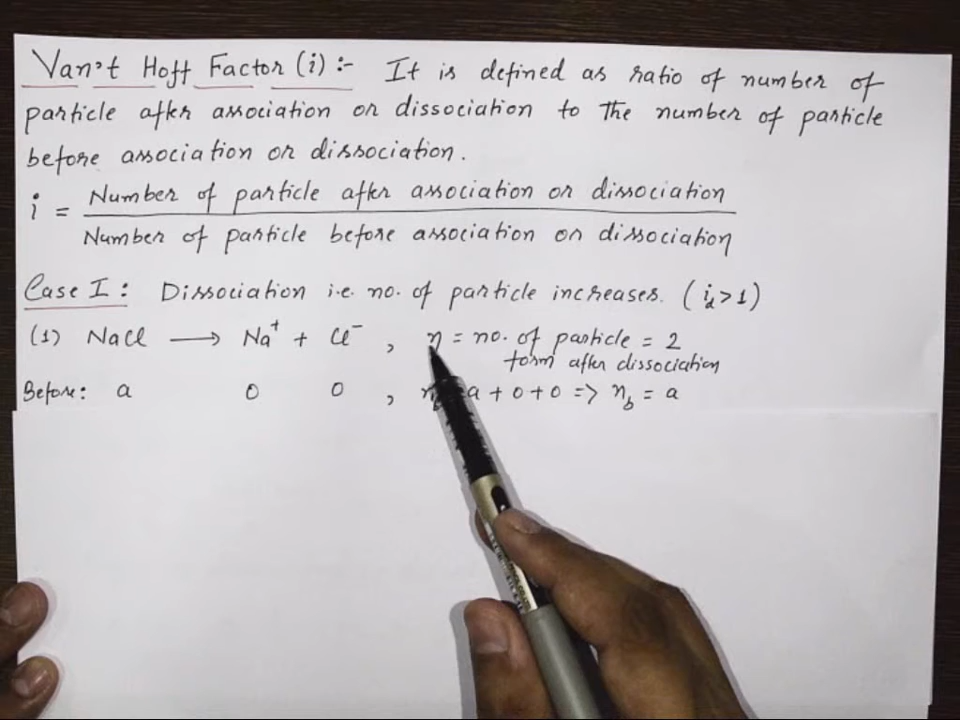 Van't Hoff Factor (i) :- It is defined as ratio of number of
particle after association or dissociation to the number of particle
before association or dissociation.
i = Number of particle after association or dissociation
Number of particle before association or dissociation
Case I : Dissociation i.e. no. of particle increases. (i_d > 1)
(1) NaCl ⟶ Na⁺ + Cl⁻ , n = no. of particle = 2
form after dissociation
Before: a 0 0 , a + 0 + 0 => n_b = a